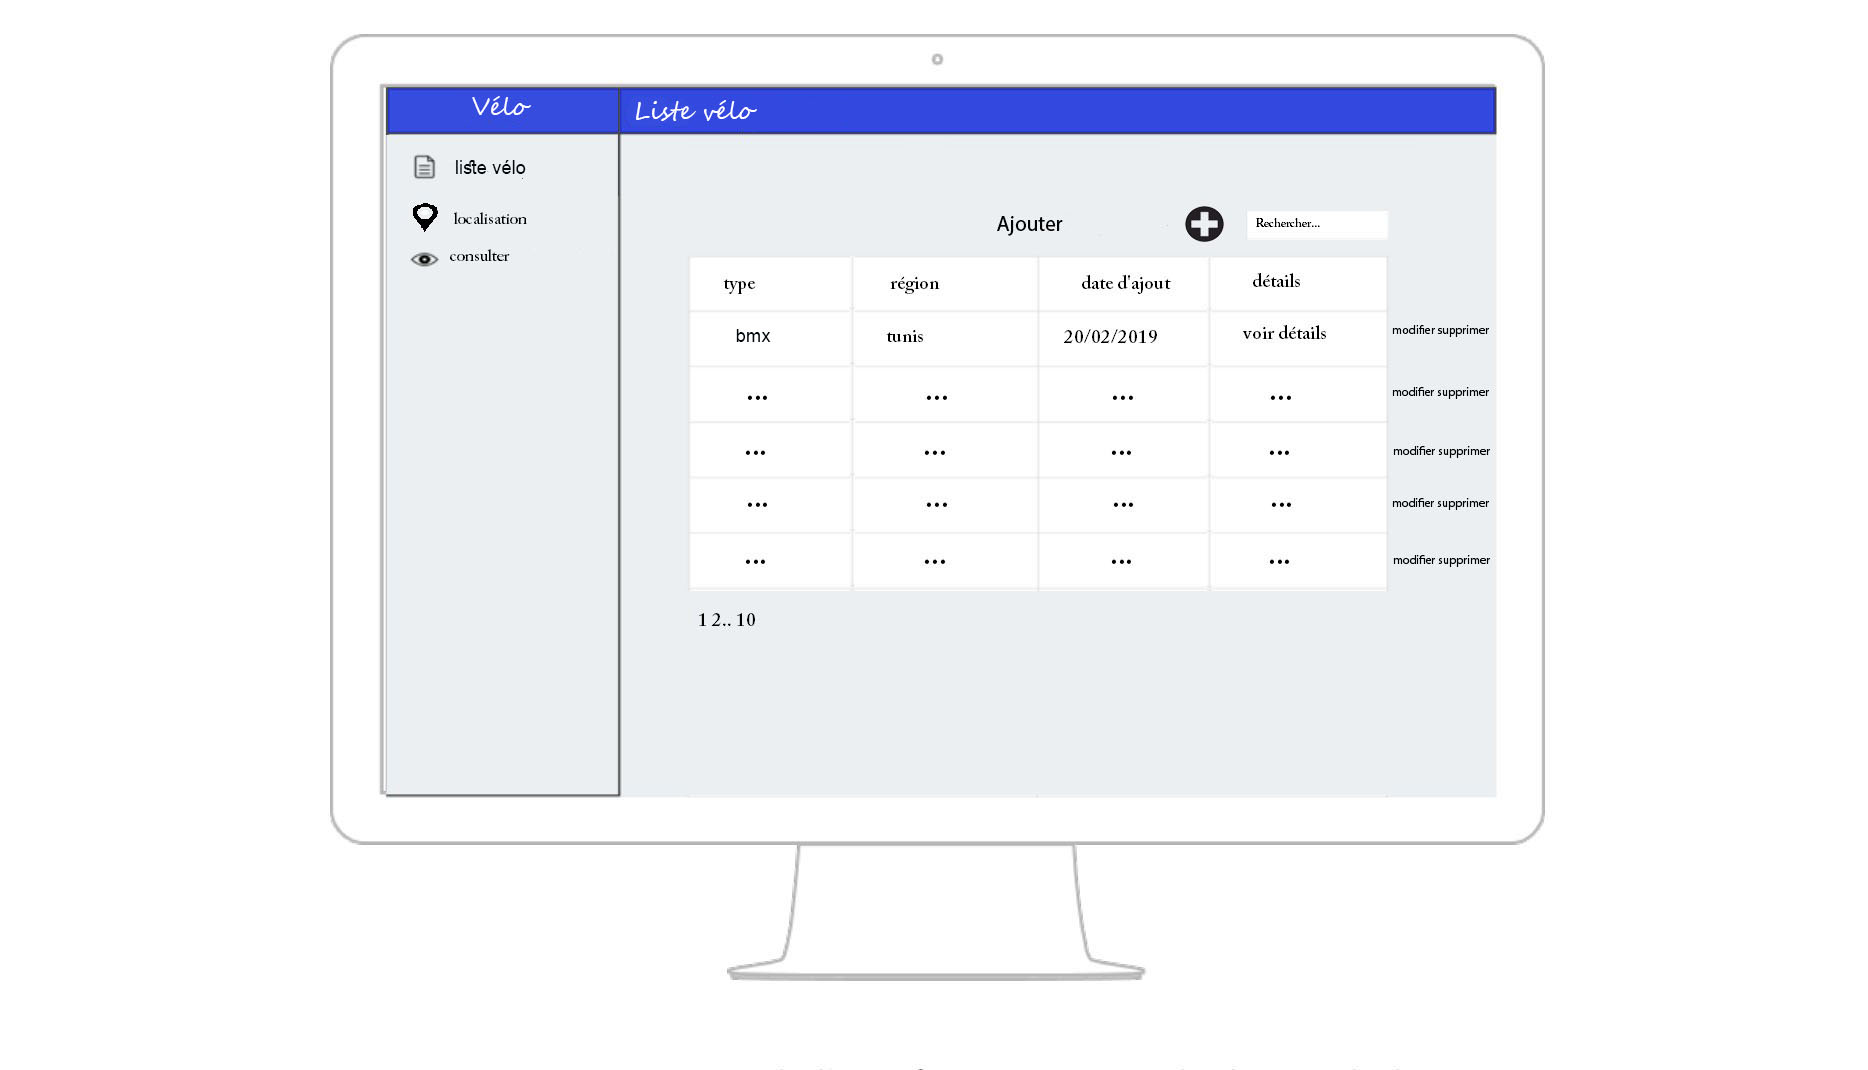 Vélo
Liste vélo
liste vélo
localisation
consulter
Ajouter
Rechercher...
type région date d'ajout détails
bmx tunis 20/02/2019 voir détails modifier supprimer
... ... ... ... modifier supprimer
... ... ... ... modifier supprimer
... ... ... ... modifier supprimer
... ... ... ... modifier supprimer
1 2.. 10